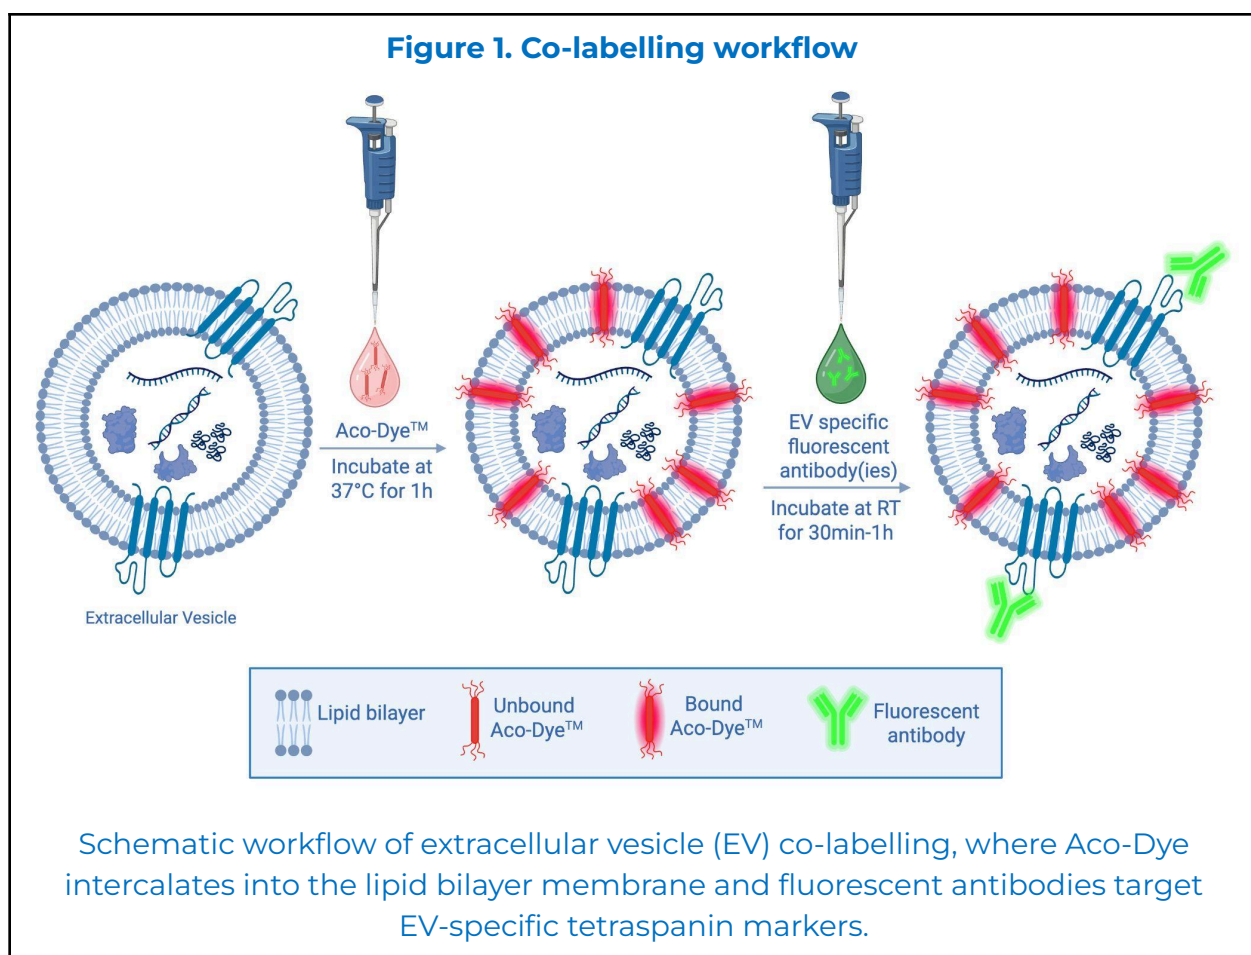 Figure 1. Co-labelling workflow
Aco-Dye™
Incubate at
37°C for 1h
EV specific
fluorescent
antibody(ies)
Incubate at RT
for 30min-1h
Extracellular Vesicle
Lipid bilayer
Unbound
Aco-Dye™
Bound
Aco-Dye™
Fluorescent
antibody
Schematic workflow of extracellular vesicle (EV) co-labelling, where Aco-Dye
intercalates into the lipid bilayer membrane and fluorescent antibodies target
EV-specific tetraspanin markers.